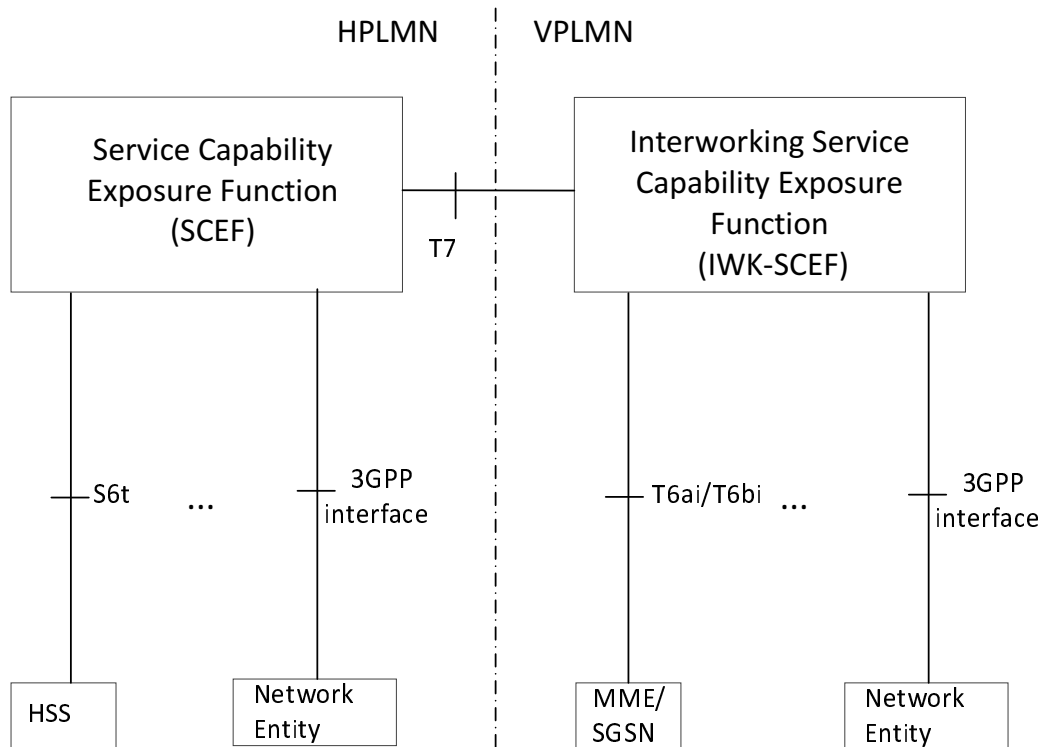 HPLMN
VPLMN
Service Capability
Exposure Function
(SCEF)
Interworking Service
Capability Exposure
Function
(IWK-SCEF)
T7
S6t
...
3GPP
interface
T6ai/T6bi
...
3GPP
interface
HSS
Network
Entity
MME/
SGSN
Network
Entity